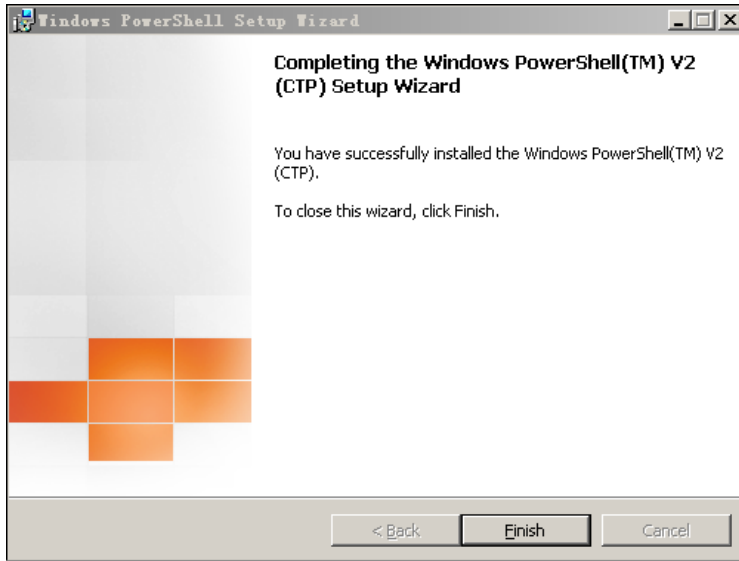 Windows PowerShell Setup Wizard
Completing the Windows PowerShell(TM) V2
(CTP) Setup Wizard
You have successfully installed the Windows PowerShell(TM) V2
(CTP).
To close this wizard, click Finish.
< Back
Finish
Cancel